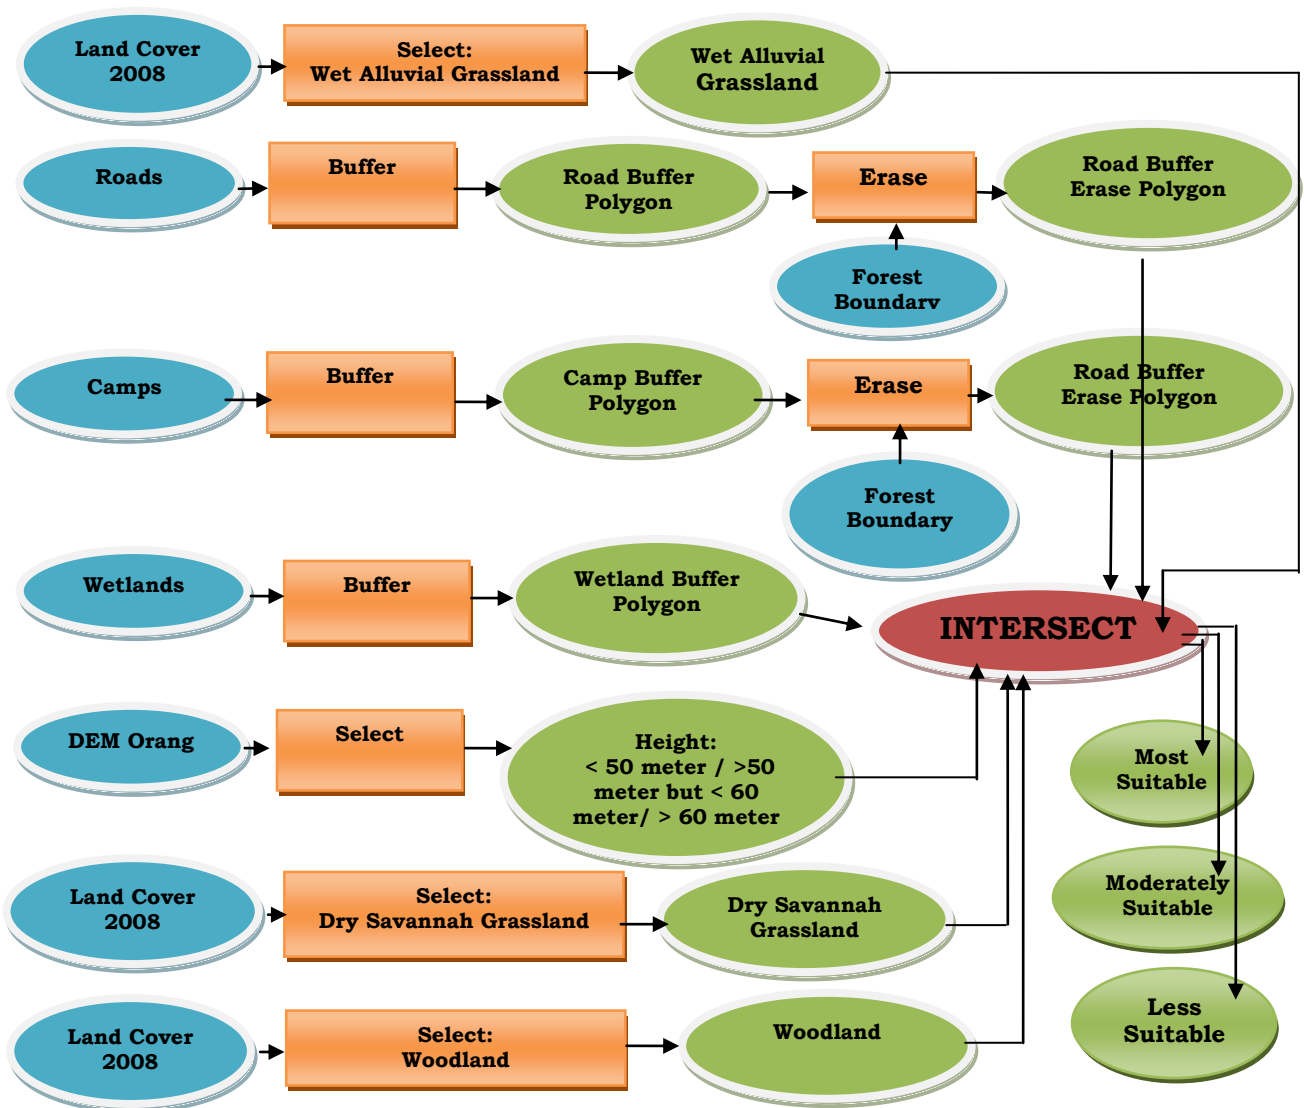 Land Cover
2008
Select:
Wet Alluvial Grassland
Wet Alluvial
Grassland
Roads
Buffer
Road Buffer
Polygon
Erase
Road Buffer
Erase Polygon
Forest
Boundary
Camps
Buffer
Camp Buffer
Polygon
Erase
Road Buffer
Erase Polygon
Forest
Boundary
Wetlands
Buffer
Wetland Buffer
Polygon
INTERSECT
DEM Orang
Select
Height:
< 50 meter / >50
meter but < 60
meter/ > 60 meter
Most
Suitable
Land Cover
2008
Select:
Dry Savannah Grassland
Dry Savannah
Grassland
Moderately
Suitable
Land Cover
2008
Select:
Woodland
Woodland
Less
Suitable